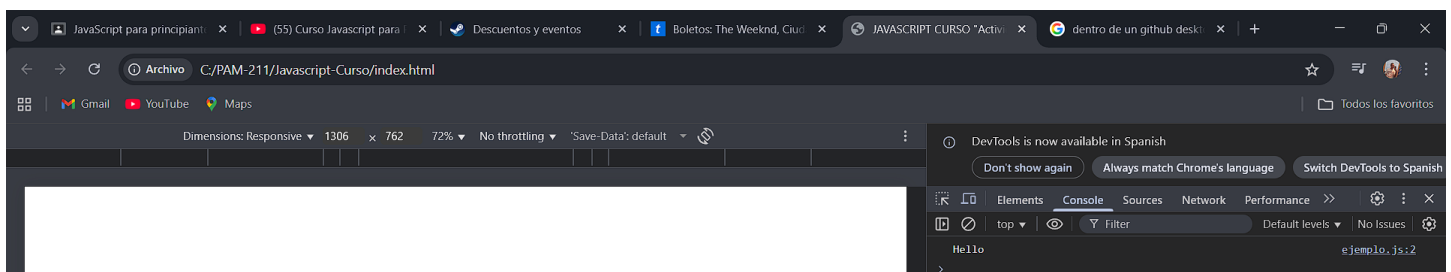 JavaScript para principiante (55) Curso Javascript para Descuentos y eventos Boletos: The Weeknd, Ciud JAVASCRIPT CURSO "Activi dentro de un github deskt
Archivo C:/PAM-211/Javascript-Curso/index.html
Gmail YouTube Maps Todos los favoritos
Dimensions: Responsive 1306 x 762 72% No throttling 'Save-Data': default
DevTools is now available in Spanish
Don't show again Always match Chrome's language Switch DevTools to Spanish
Elements Console Sources Network Performance
top Filter Default levels No Issues
Hello ejemplo.js:2